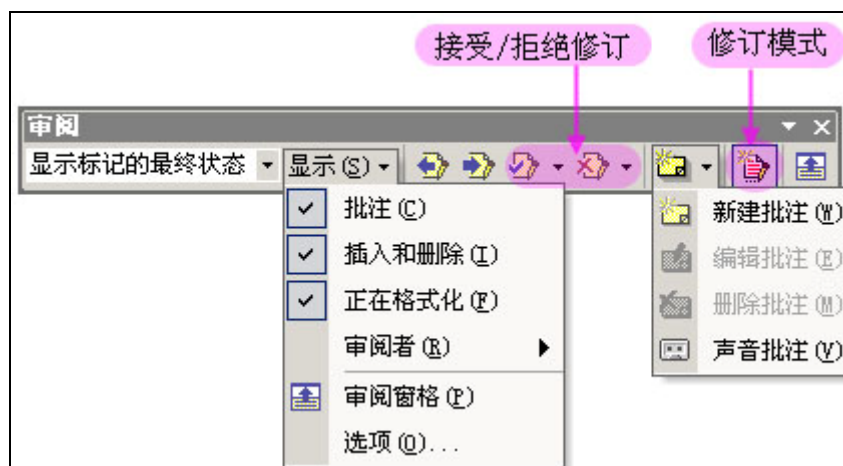 接受/拒绝修订 修订模式
审阅
显示标记的最终状态 显示(S)
批注(C) 新建批注(W)
插入和删除(I) 编辑批注(E)
正在格式化(F) 删除批注(M)
审阅者(R) 声音批注(V)
审阅窗格(P)
选项(O)...